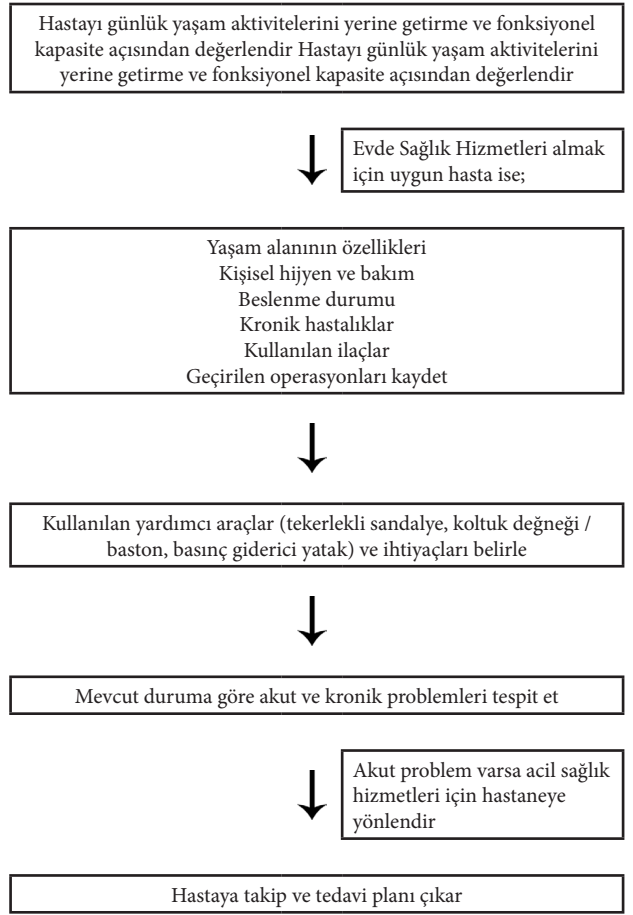 Hastayı günlük yaşam aktivitelerini yerine getirme ve fonksiyonel
kapasite açısından değerlendir Hastayı günlük yaşam aktivitelerini
yerine getirme ve fonksiyonel kapasite açısından değerlendir
Evde Sağlık Hizmetleri almak
için uygun hasta ise;
Yaşam alanının özellikleri
Kişisel hijyen ve bakım
Beslenme durumu
Kronik hastalıklar
Kullanılan ilaçlar
Geçirilen operasyonları kaydet
Kullanılan yardımcı araçlar (tekerlekli sandalye, koltuk değneği /
baston, basınç giderici yatak) ve ihtiyaçları belirle
Mevcut duruma göre akut ve kronik problemleri tespit et
Akut problem varsa acil sağlık
hizmetleri için hastaneye
yönlendir
Hastaya takip ve tedavi planı çıkar